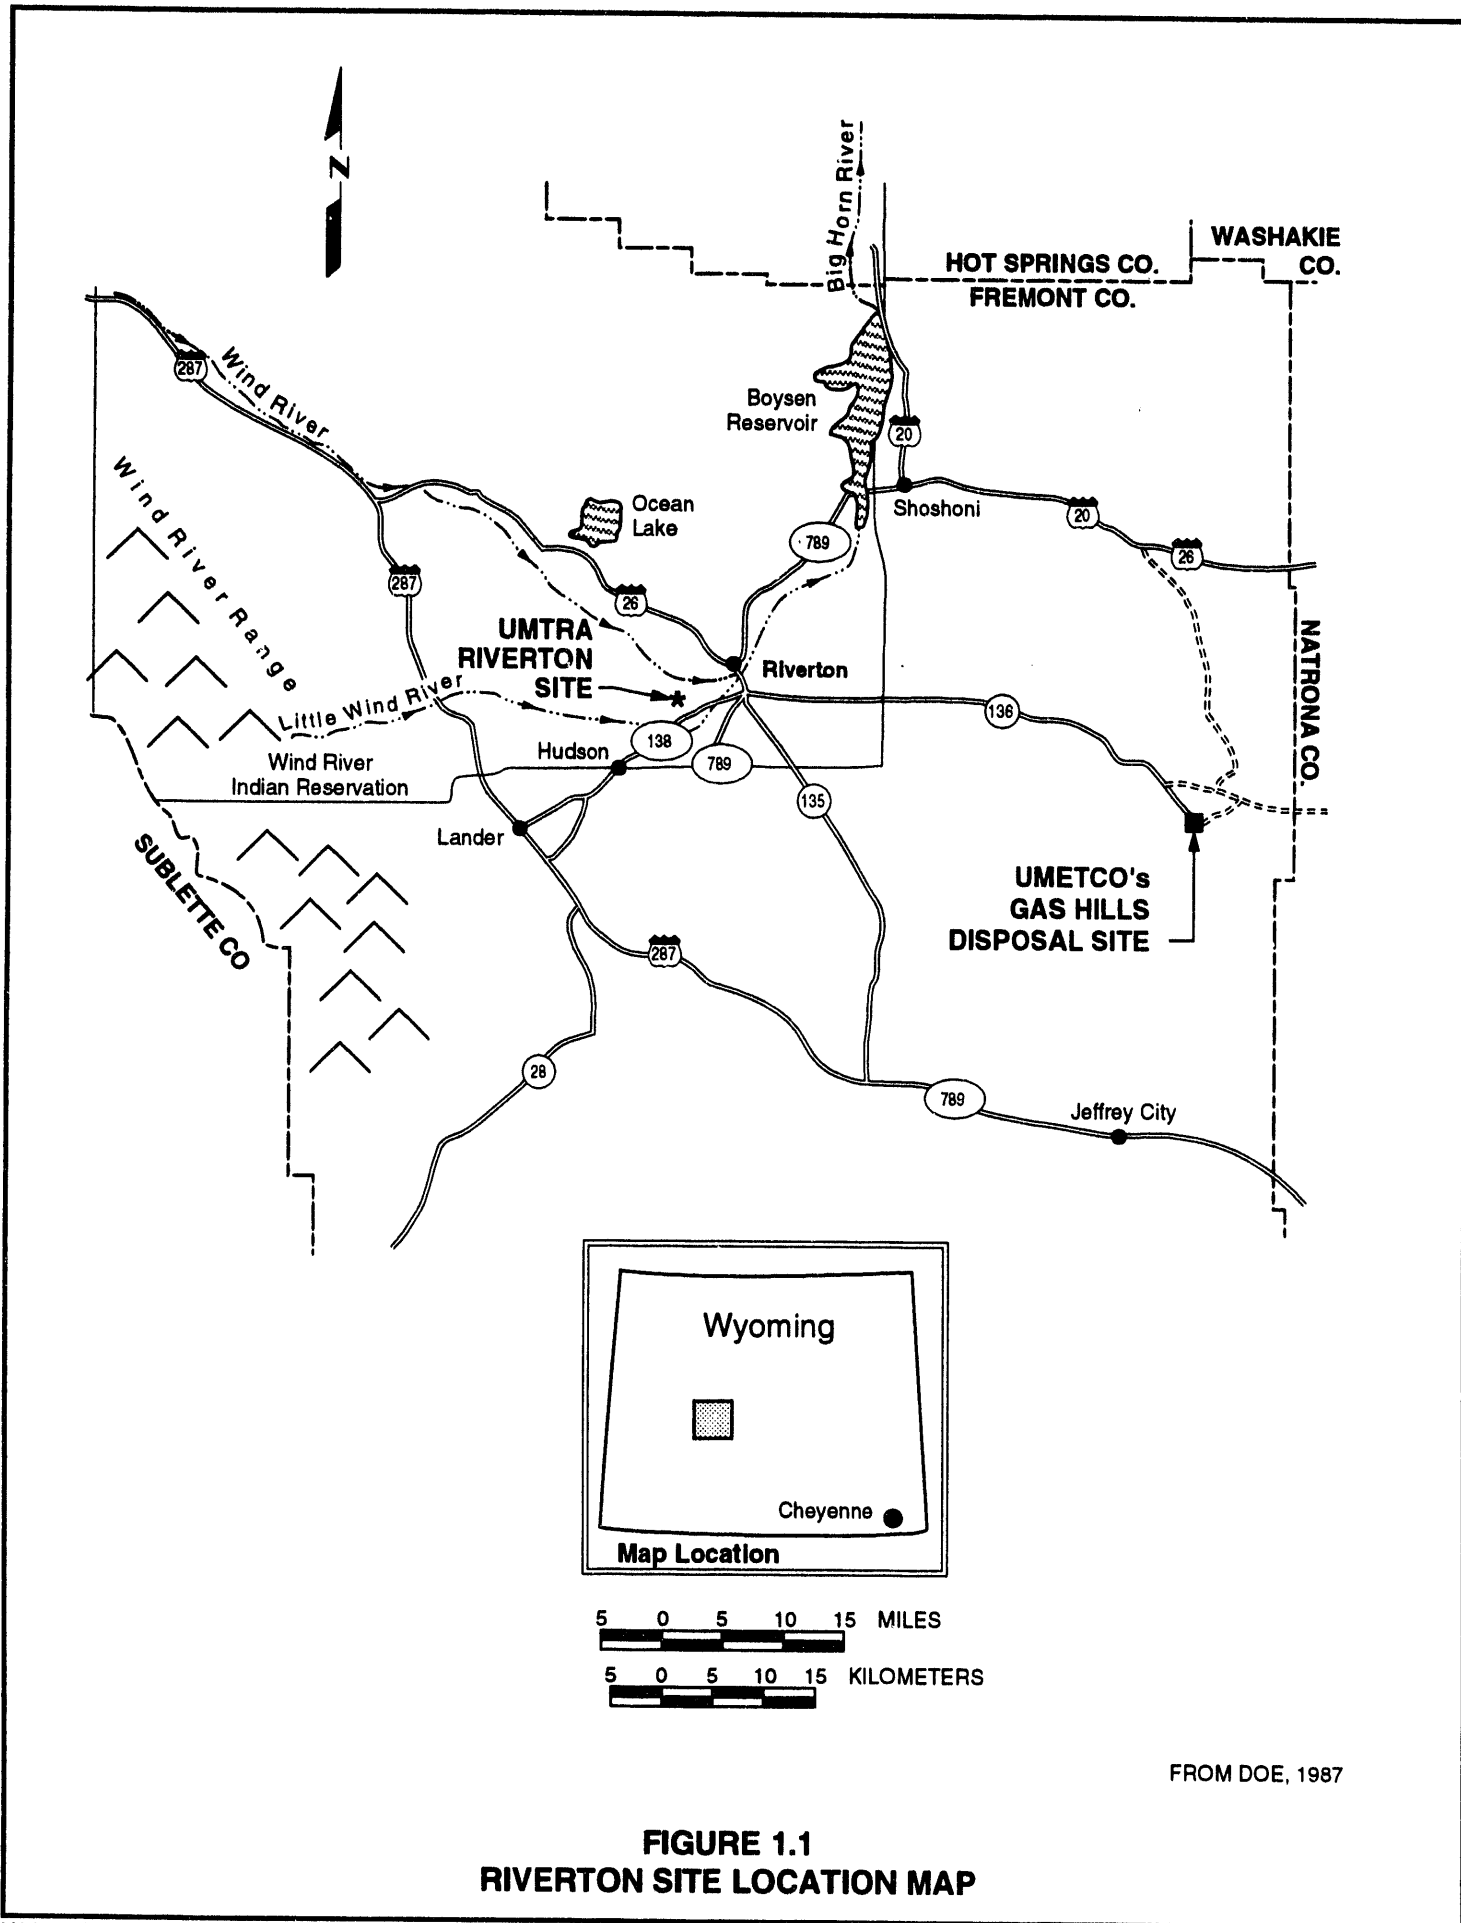 N
Big Horn River
WASHAKIE
CO.
HOT SPRINGS CO.
FREMONT CO.
287
Wind River
Boysen
Reservoir
20
Wind River Range
Ocean
Lake
Shoshoni
20
789
26
287
26
UMTRA
RIVERTON
SITE
*
Riverton
NATRONA CO.
Little Wind River
136
138
Hudson
789
Wind River
Indian Reservation
135
Lander
SUBLETTE CO
UMETCO's
GAS HILLS
DISPOSAL SITE
287
28
789
Jeffrey City
Wyoming
Cheyenne
Map Location
5 0 5 10 15 MILES
5 0 5 10 15 KILOMETERS
FROM DOE, 1987
FIGURE 1.1
RIVERTON SITE LOCATION MAP